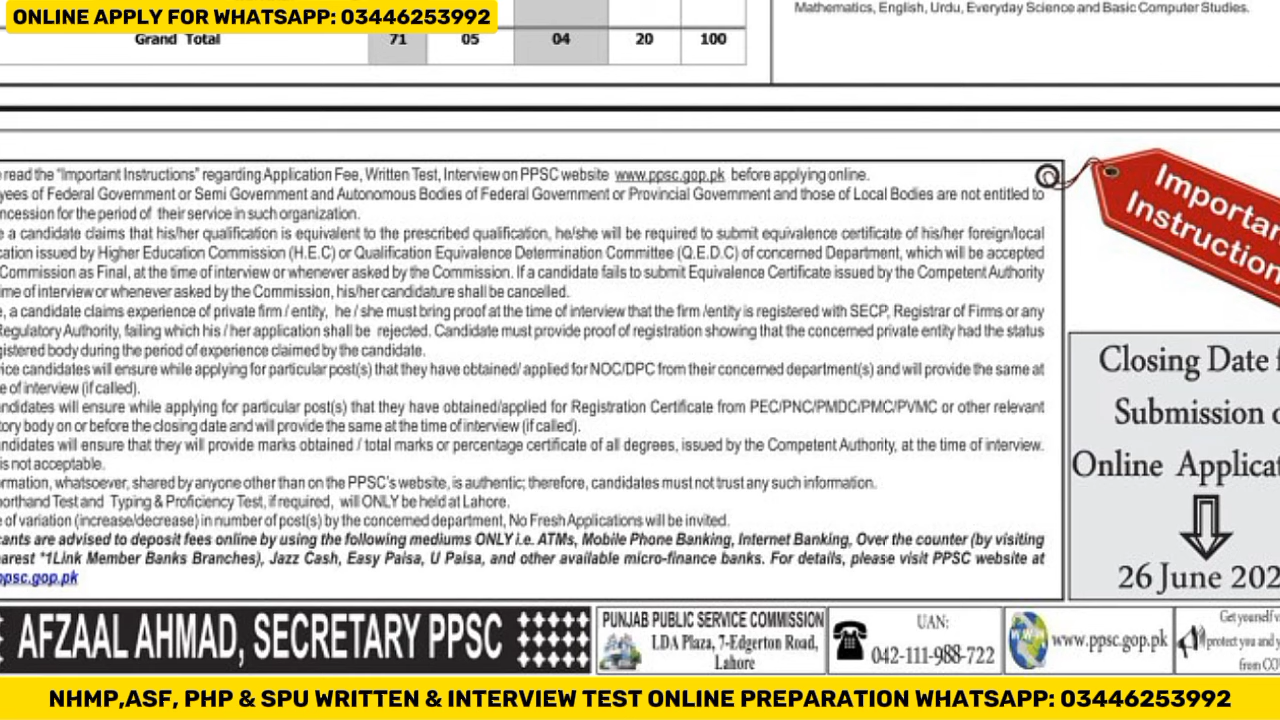 ONLINE APPLY FOR WHATSAPP: 03446253992
Mathematics, English, Urdu, Everyday Science and Basic Computer Studies.
Grand Total 71 05 04 20 100
read the “Important Instructions” regarding Application Fee, Written Test, Interview on PPSC website www.ppsc.gop.pk before applying online.
yees of Federal Government or Semi Government and Autonomous Bodies of Federal Government or Provincial Government and those of Local Bodies are not entitled to
ncession for the period of their service in such organization.
e a candidate claims that his/her qualification is equivalent to the prescribed qualification, he/she will be required to submit equivalence certificate of his/her foreign/local
cation issued by Higher Education Commission (H.E.C) or Qualification Equivalence Determination Committee (Q.E.D.C) of concerned Department, which will be accepted
Commission as Final, at the time of interview or whenever asked by the Commission. If a candidate fails to submit Equivalence Certificate issued by the Competent Authority
ime of interview or whenever asked by the Commission, his/her candidature shall be cancelled.
e, a candidate claims experience of private firm / entity, he / she must bring proof at the time of interview that the firm /entity is registered with SECP, Registrar of Firms or any
Regulatory Authority, failing which his / her application shall be rejected. Candidate must provide proof of registration showing that the concerned private entity had the status
gistered body during the period of experience claimed by the candidate.
ice candidates will ensure while applying for particular post(s) that they have obtained/ applied for NOC/DPC from their concerned department(s) and will provide the same at
e of interview (if called).
andidates will ensure while applying for particular post(s) that they have obtained/applied for Registration Certificate from PEC/PNC/PMDC/PMC/PVMC or other relevant
tory body on or before the closing date and will provide the same at the time of interview (if called).
andidates will ensure that they will provide marks obtained / total marks or percentage certificate of all degrees, issued by the Competent Authority, at the time of interview.
is not acceptable.
ormation, whatsoever, shared by anyone other than on the PPSC’s website, is authentic; therefore, candidates must not trust any such information.
horthand Test and Typing & Proficiency Test, if required, will ONLY be held at Lahore.
e of variation (increase/decrease) in number of post(s) by the concerned department, No Fresh Applications will be invited.
cants are advised to deposit fees online by using the following mediums ONLY i.e. ATMs, Mobile Phone Banking, Internet Banking, Over the counter (by visiting
earest *1Link Member Banks Branches), Jazz Cash, Easy Paisa, U Paisa, and other available micro-finance banks. For details, please visit PPSC website at
ppsc.gop.pk
Importan
Instruction
Closing Date f
Submission o
Online Applicat
26 June 202
AFZAAL AHMAD, SECRETARY PPSC
PUNJAB PUBLIC SERVICE COMMISSION
LDA Plaza, 7-Edgerton Road,
Lahore
UAN:
042-111-988-722
www
www.ppsc.gop.pk
Get yourself v
protect you and y
from CO
NHMP,ASF, PHP & SPU WRITTEN & INTERVIEW TEST ONLINE PREPARATION WHATSAPP: 03446253992